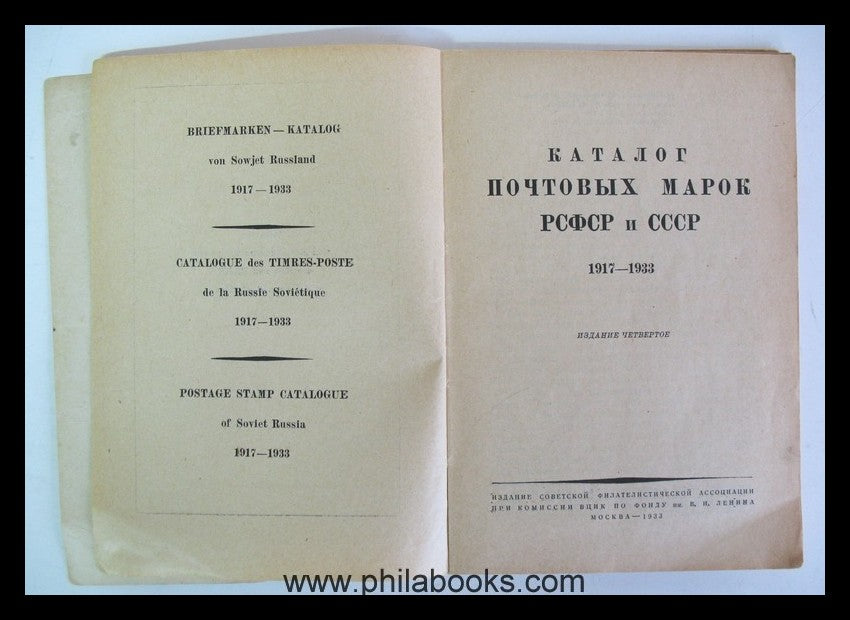 BRIEFMARKEN — KATALOG
von Sowjet Russland
1917 — 1933
CATALOGUE des TIMRES-POSTE
de la Russie Soviétique
1917 — 1933
POSTAGE STAMP CATALOGUE
of Soviet Russia
1917 — 1933
КАТАЛОГ
ПОЧТОВЫХ МАРОК
РСФСР и СССР
1917—1933
ИЗДАНИЕ ЧЕТВЕРТОЕ
ИЗДАНИЕ СОВЕТСКОЙ ФИЛАТЕЛИСТИЧЕСКОЙ АССОЦИАЦИИ
ПРИ КОМИССИИ ВЦИК ПО ФОНДУ им. В. И. ЛЕНИНА
МОСКВА — 1933
www.philabooks.com